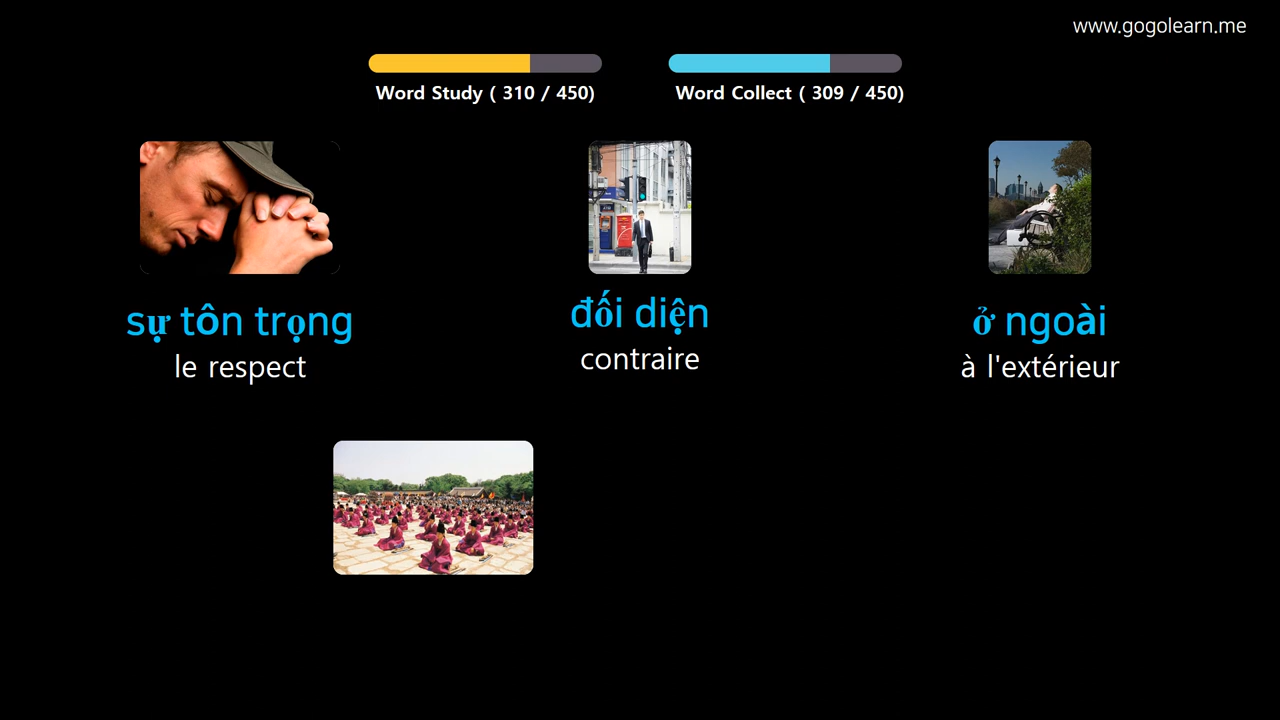 www.gogolearn.me
Word Study ( 310 / 450)
Word Collect ( 309 / 450)
sự tôn trọng
le respect
đối diện
contraire
ở ngoài
à l'extérieur